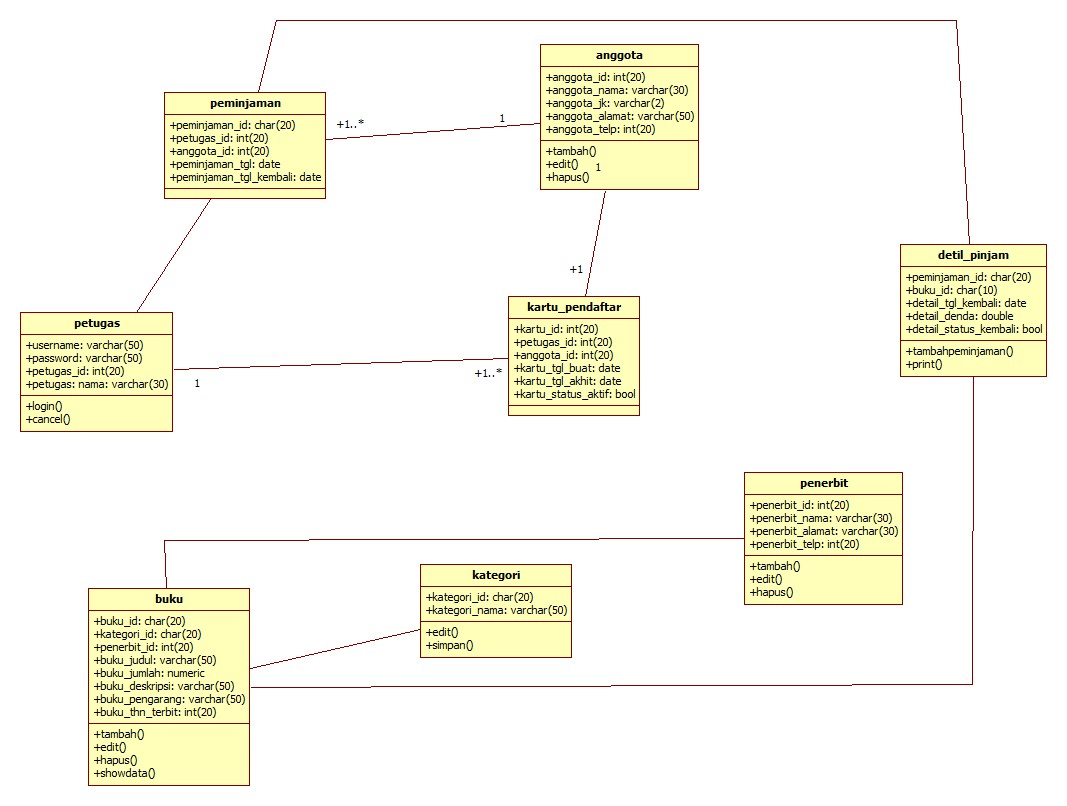 anggota
+anggota_id: int(20)
+anggota_nama: varchar(30)
+anggota_jk: varchar(2)
+anggota_alamat: varchar(50)
+anggota_telp: int(20)
+tambah()
+edit()
1
+hapus()
peminjaman
+peminjaman_id: char(20)
+petugas_id: int(20)
+anggota_id: int(20)
+peminjaman_tgl: date
+peminjaman_tgl_kembali: date
+1..*
1
detil_pinjam
+peminjaman_id: char(20)
+buku_id: char(10)
+detail_tgl_kembali: date
+detail_denda: double
+detail_status_kembali: bool
+tambahpeminjaman()
+print()
+1
kartu_pendaftar
+kartu_id: int(20)
+petugas_id: int(20)
+anggota_id: int(20)
+kartu_tgl_buat: date
+kartu_tgl_akhit: date
+kartu_status_aktif: bool
petugas
+username: varchar(50)
+password: varchar(50)
+petugas_id: int(20)
+petugas: nama: varchar(30)
+login()
+cancel()
1
+1..*
penerbit
+penerbit_id: int(20)
+penerbit_nama: varchar(30)
+penerbit_alamat: varchar(30)
+penerbit_telp: int(20)
+tambah()
+edit()
+hapus()
kategori
+kategori_id: char(20)
+kategori_nama: varchar(50)
+edit()
+simpan()
buku
+buku_id: char(20)
+kategori_id: char(20)
+penerbit_id: int(20)
+buku_judul: varchar(50)
+buku_jumlah: numeric
+buku_deskripsi: varchar(50)
+buku_pengarang: varchar(50)
+buku_thn_terbit: int(20)
+tambah()
+edit()
+hapus()
+showdata()